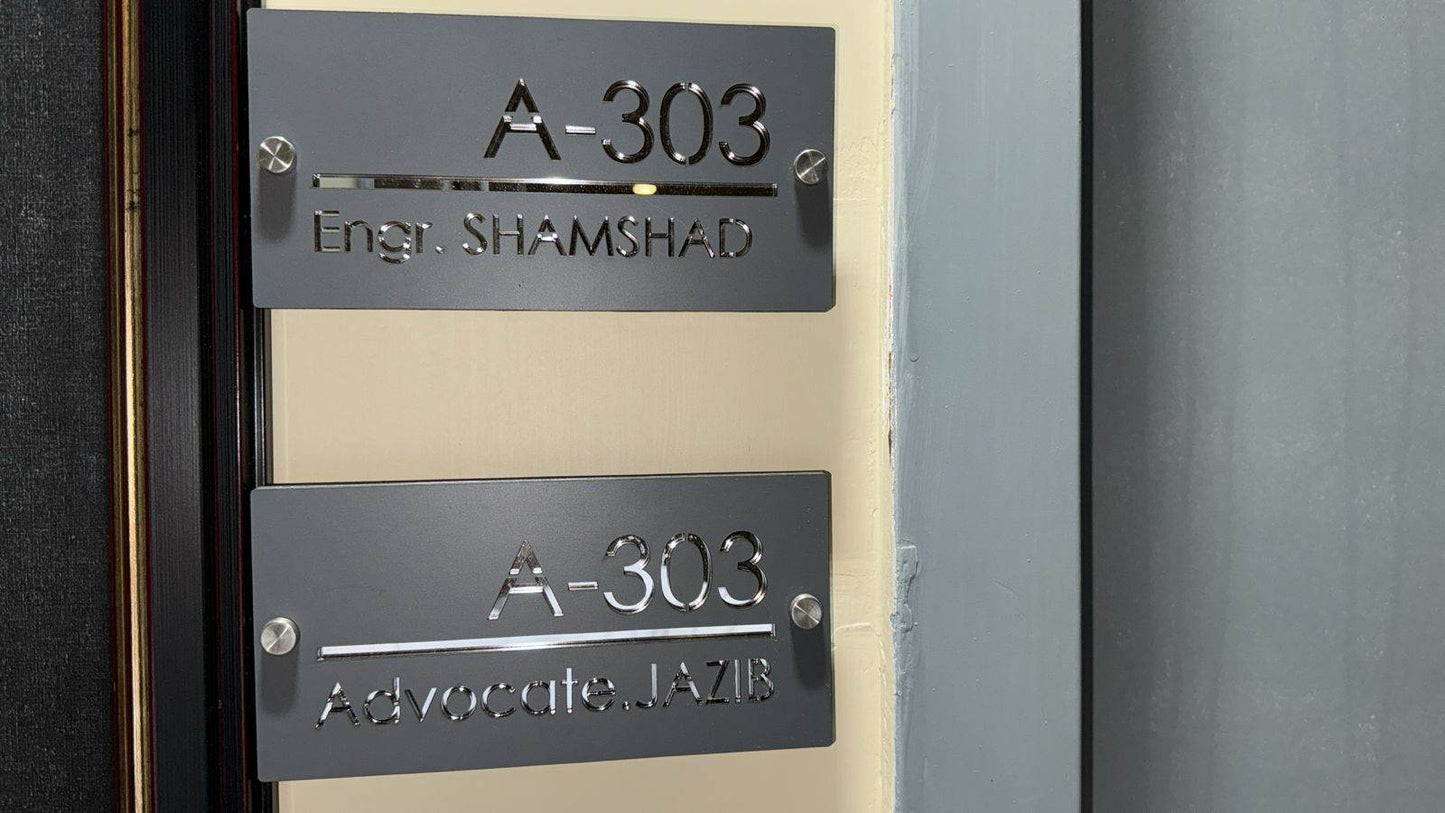 A-303
Engr. SHAMSHAD
A-303
Advocate.JAZIB